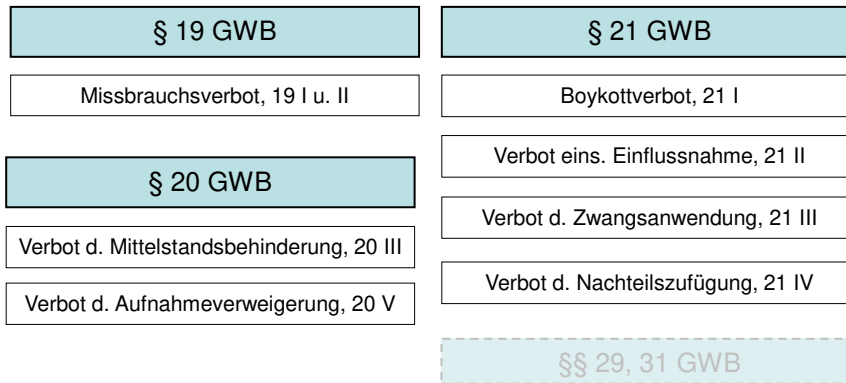 § 19 GWB
Missbrauchsverbot, 19 I u. II
§ 20 GWB
Verbot d. Mittelstandsbehinderung, 20 III
Verbot d. Aufnahmeverweigerung, 20 V
§ 21 GWB
Boykottverbot, 21 I
Verbot eins. Einflussnahme, 21 II
Verbot d. Zwangsanwendung, 21 III
Verbot d. Nachteilszufügung, 21 IV
§§ 29, 31 GWB